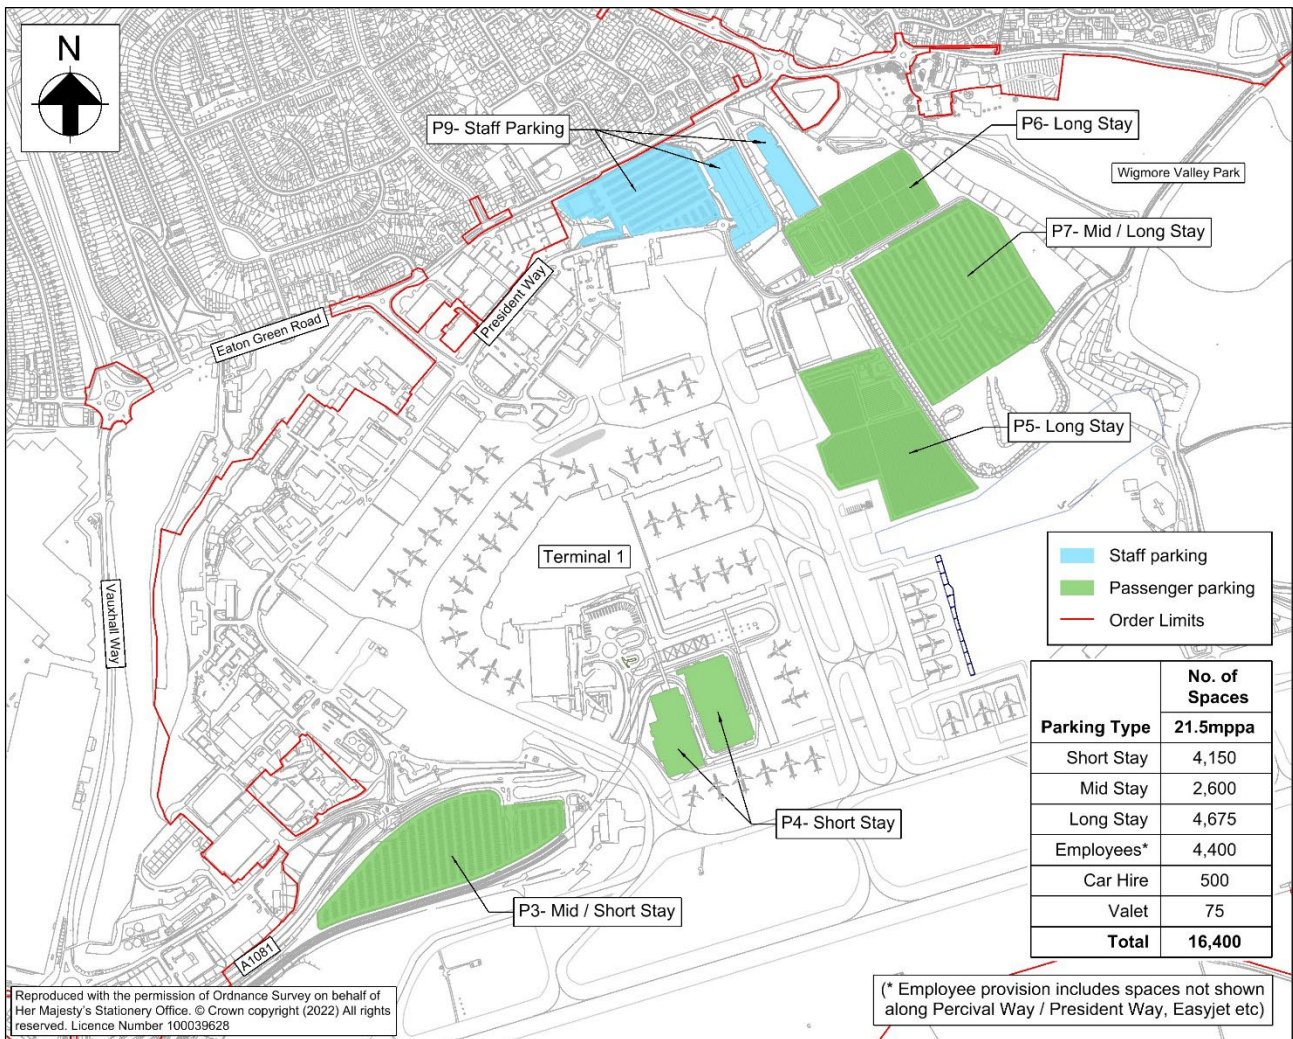 N
P9- Staff Parking
P6- Long Stay
Wigmore Valley Park
P7- Mid / Long Stay
President Way
Eaton Green Road
P5- Long Stay
Terminal 1
Vauxhall Way
Staff parking
Passenger parking
Order Limits
P4- Short Stay
P3- Mid / Short Stay
A1081
No. of
Spaces
Parking Type 21.5mppa
Short Stay 4,150
Mid Stay 2,600
Long Stay 4,675
Employees* 4,400
Car Hire 500
Valet 75
Total 16,400
(* Employee provision includes spaces not shown
along Percival Way / President Way, Easyjet etc)
Reproduced with the permission of Ordnance Survey on behalf of
Her Majesty's Stationery Office. © Crown copyright (2022) All rights
reserved. Licence Number 100039628